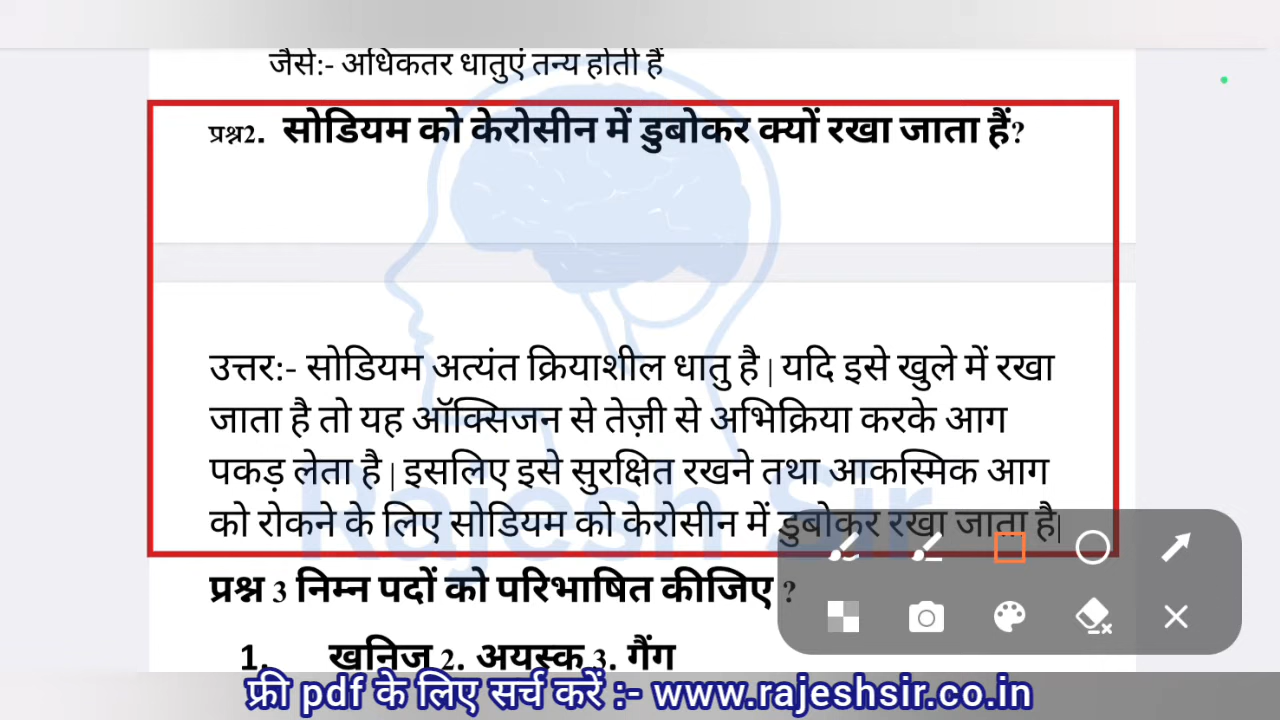 जैसे:- अधिकतर धातुएं तन्य होती हैं
प्रश्न2. सोडियम को केरोसीन में डुबोकर क्यों रखा जाता हैं?
उत्तर:- सोडियम अत्यंत क्रियाशील धातु है | यदि इसे खुले में रखा
जाता है तो यह ऑक्सिजन से तेज़ी से अभिक्रिया करके आग
पकड़ लेता है | इसलिए इसे सुरक्षित रखने तथा आकस्मिक आग
को रोकने के लिए सोडियम को केरोसीन में डुबोकर रखा जाता है|
Rajesh Sir
प्रश्न 3 निम्न पदों को परिभाषित कीजिए ?
1. खनिज 2. अयस्क 3. गैंग
फ्री pdf के लिए सर्च करें :- www.rajeshsir.co.in